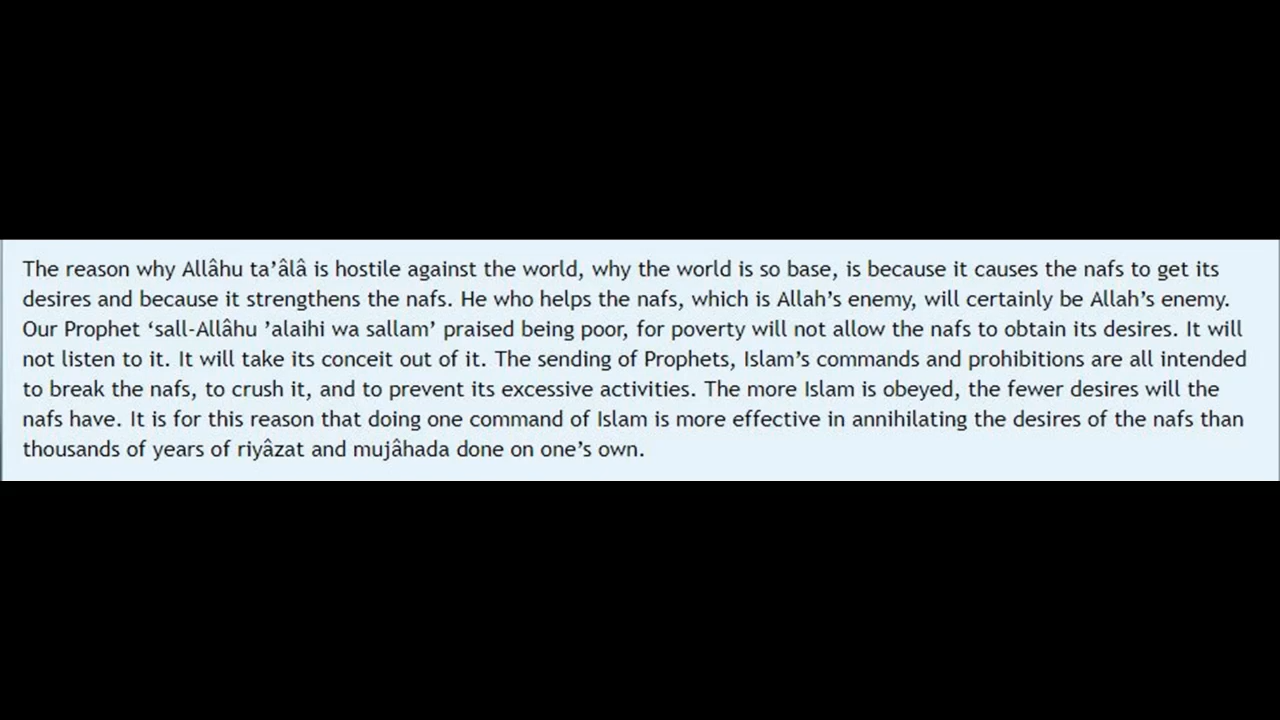 The reason why Allâhu ta’âlâ is hostile against the world, why the world is so base, is because it causes the nafs to get its
desires and because it strengthens the nafs. He who helps the nafs, which is Allah’s enemy, will certainly be Allah’s enemy.
Our Prophet ‘sall-Allâhu ’alaihi wa sallam’ praised being poor, for poverty will not allow the nafs to obtain its desires. It will
not listen to it. It will take its conceit out of it. The sending of Prophets, Islam’s commands and prohibitions are all intended
to break the nafs, to crush it, and to prevent its excessive activities. The more Islam is obeyed, the fewer desires will the
nafs have. It is for this reason that doing one command of Islam is more effective in annihilating the desires of the nafs than
thousands of years of riyâzat and mujâhada done on one’s own.